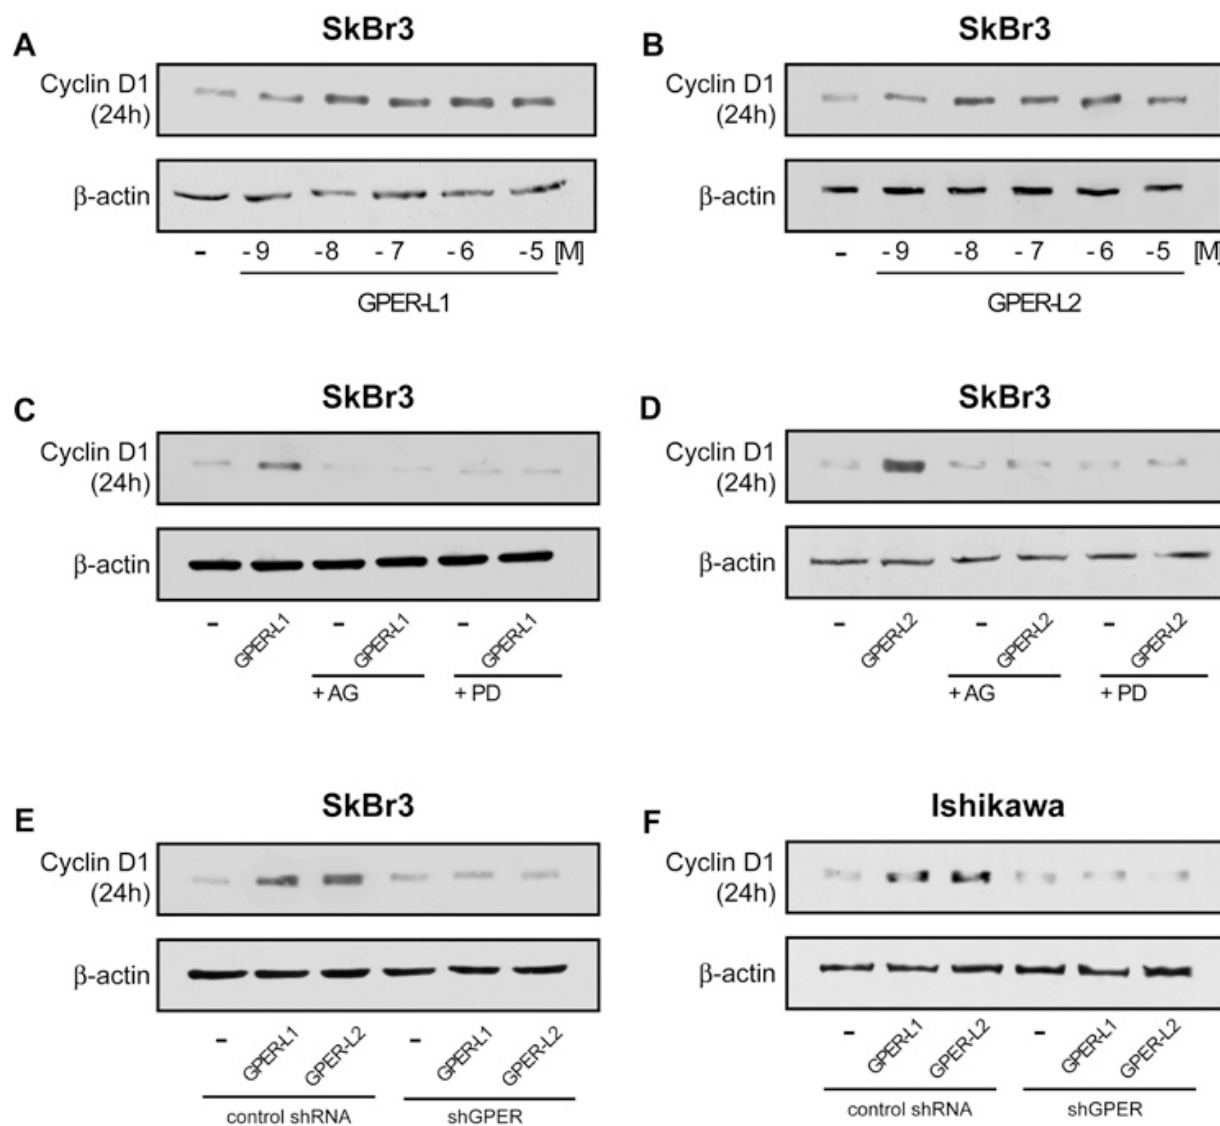 A
SkBr3
Cyclin D1
(24h)
β-actin
- -9 -8 -7 -6 -5 [M]
GPER-L1
B
SkBr3
Cyclin D1
(24h)
β-actin
- -9 -8 -7 -6 -5 [M]
GPER-L2
C
SkBr3
Cyclin D1
(24h)
β-actin
- GPER-L1 - GPER-L1 - GPER-L1
+ AG + PD
D
SkBr3
Cyclin D1
(24h)
β-actin
- GPER-L2 - GPER-L2 - GPER-L2
+ AG + PD
E
SkBr3
Cyclin D1
(24h)
β-actin
- GPER-L1 GPER-L2 - GPER-L1 GPER-L2
control shRNA shGPER
F
Ishikawa
Cyclin D1
(24h)
β-actin
- GPER-L1 GPER-L2 - GPER-L1 GPER-L2
control shRNA shGPER